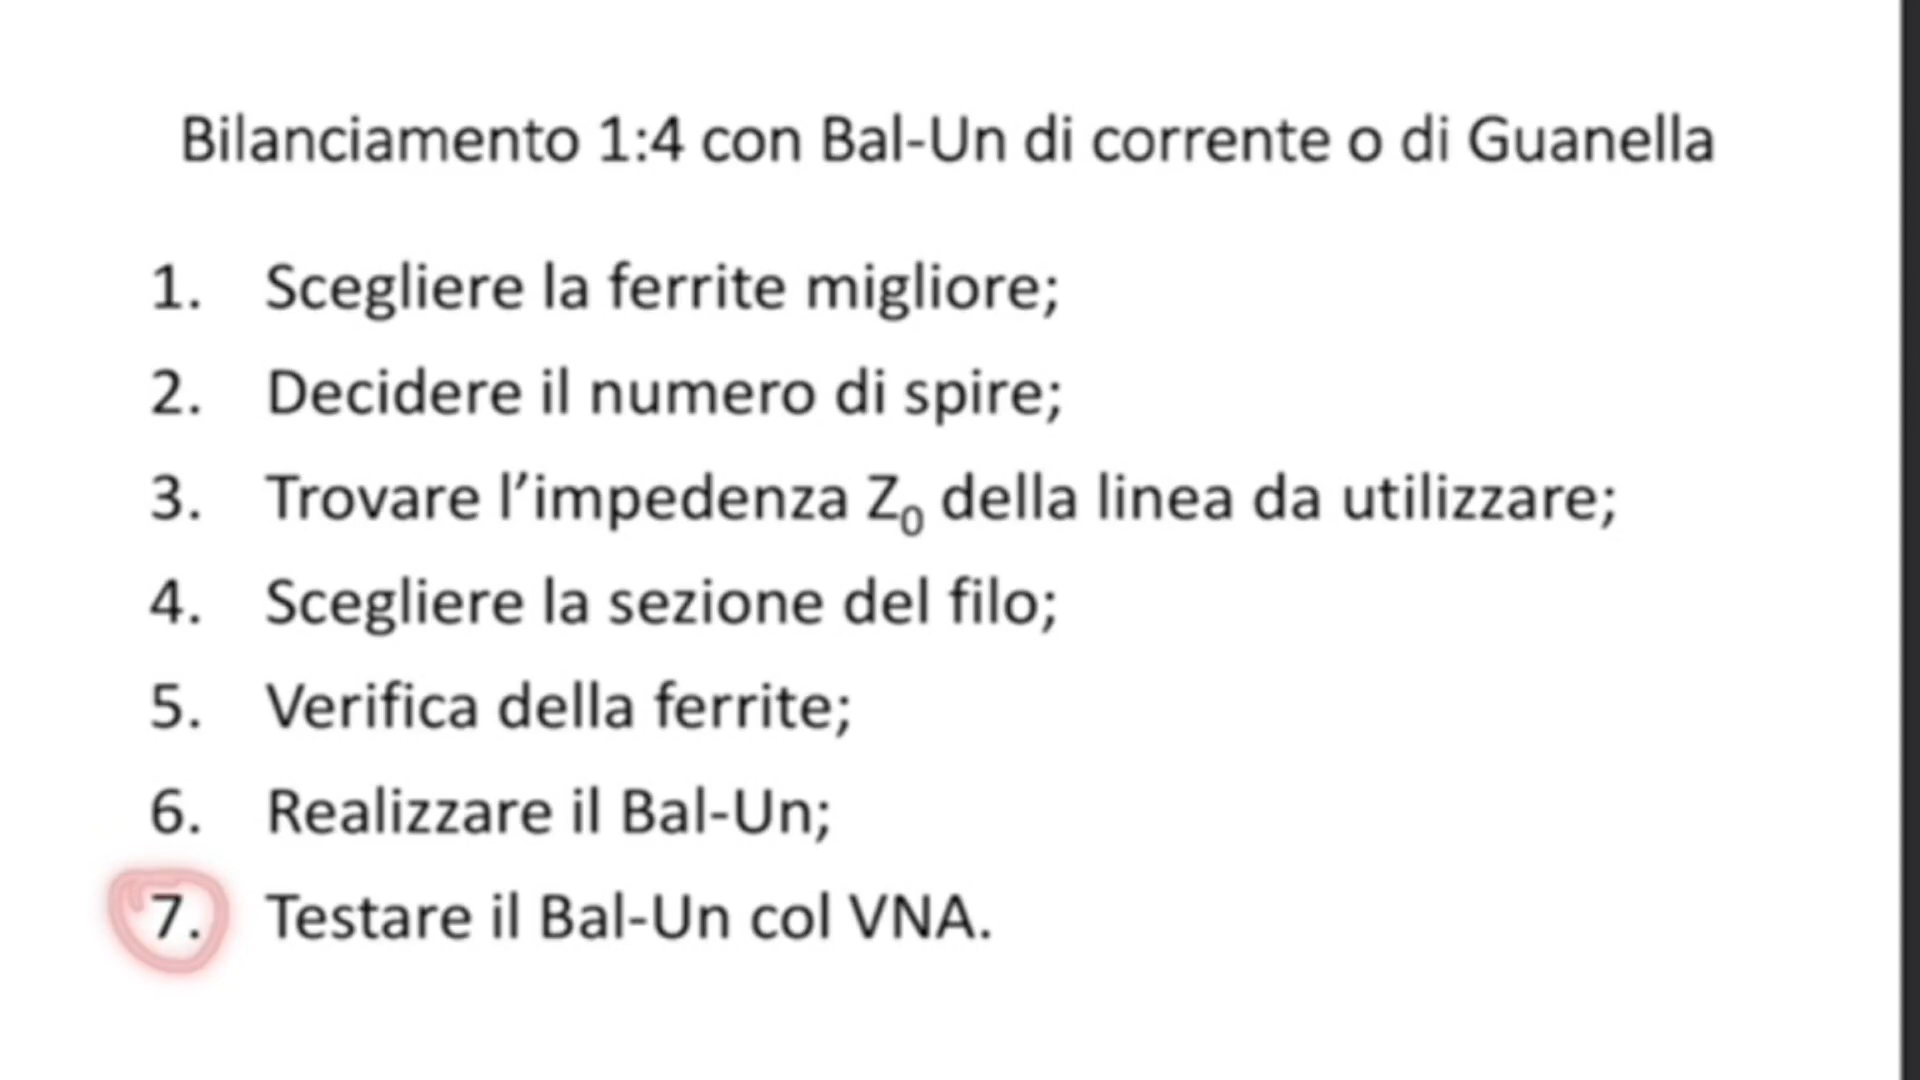 Bilanciamento 1:4 con Bal-Un di corrente o di Guanella
1. Scegliere la ferrite migliore;
2. Decidere il numero di spire;
3. Trovare l’impedenza Z₀ della linea da utilizzare;
4. Scegliere la sezione del filo;
5. Verifica della ferrite;
6. Realizzare il Bal-Un;
7. Testare il Bal-Un col VNA.